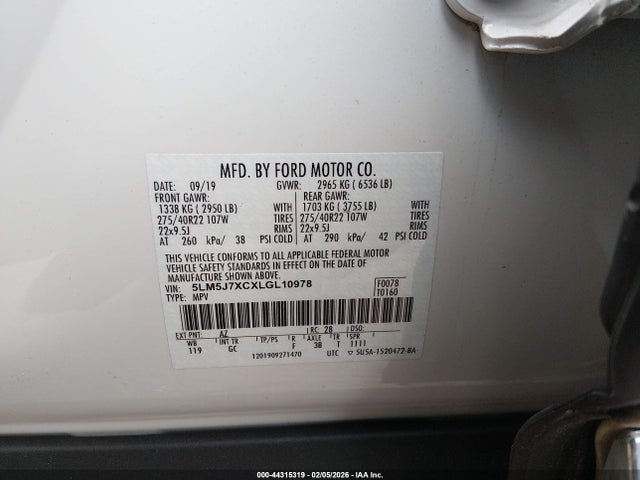 MFD. BY FORD MOTOR CO.
DATE: 09/19 GVWR: 2965 KG ( 6536 LB)
FRONT GAWR: REAR GAWR:
1338 KG ( 2950 LB) WITH 1703 KG ( 3755 LB) WITH
275/40R22 107W TIRES 275/40R22 107W TIRES
22x9.5J RIMS 22x9.5J RIMS
AT 260 kPa/ 38 PSI COLD AT 290 kPa/ 42 PSI COLD
THIS VEHICLE CONFORMS TO ALL APPLICABLE FEDERAL MOTOR
VEHICLE SAFETY AND THEFT PREVENTION STANDARDS IN
EFFECT ON THE DATE OF MANUFACTURE SHOWN ABOVE.
VIN: 5LM5J7XCXLGL10978 F0078
TYPE: MPV T0160
EXT PNT: AZ RC: 28 DSO:
WB INT TR TP/PS R AXLE TR SPR
119 GC F 38 T 1111
1201909271470 UTC ▽ SU5A-1520472-BA
000-44315319 - 02/05/2026 - IAA Inc.